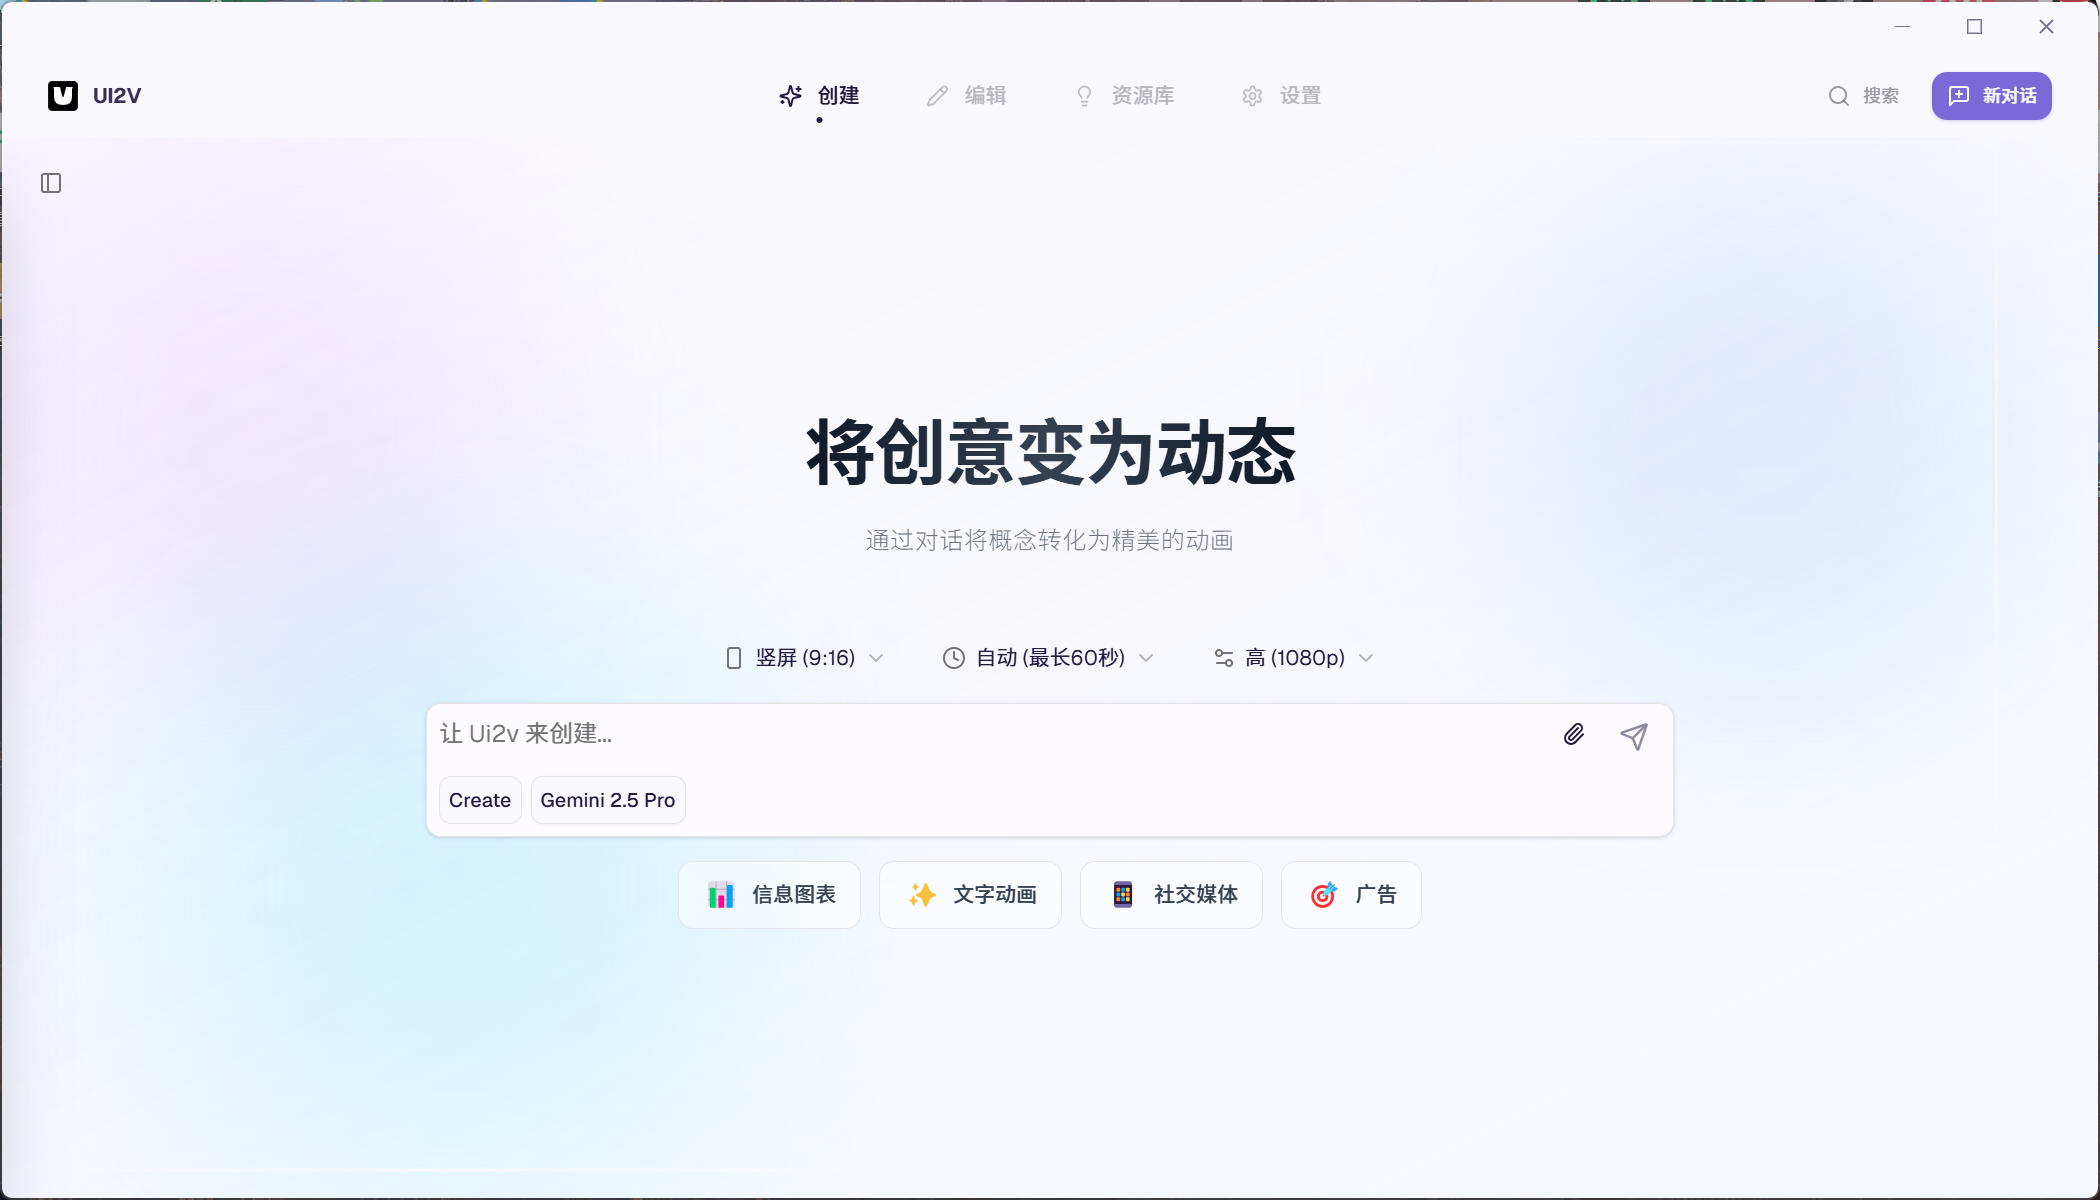 UI2V
创建
编辑
资源库
设置
搜索
新对话
将创意变为动态
通过对话将概念转化为精美的动画
竖屏 (9:16)
自动 (最长60秒)
高 (1080p)
让 Ui2v 来创建...
Create
Gemini 2.5 Pro
信息图表
文字动画
社交媒体
广告